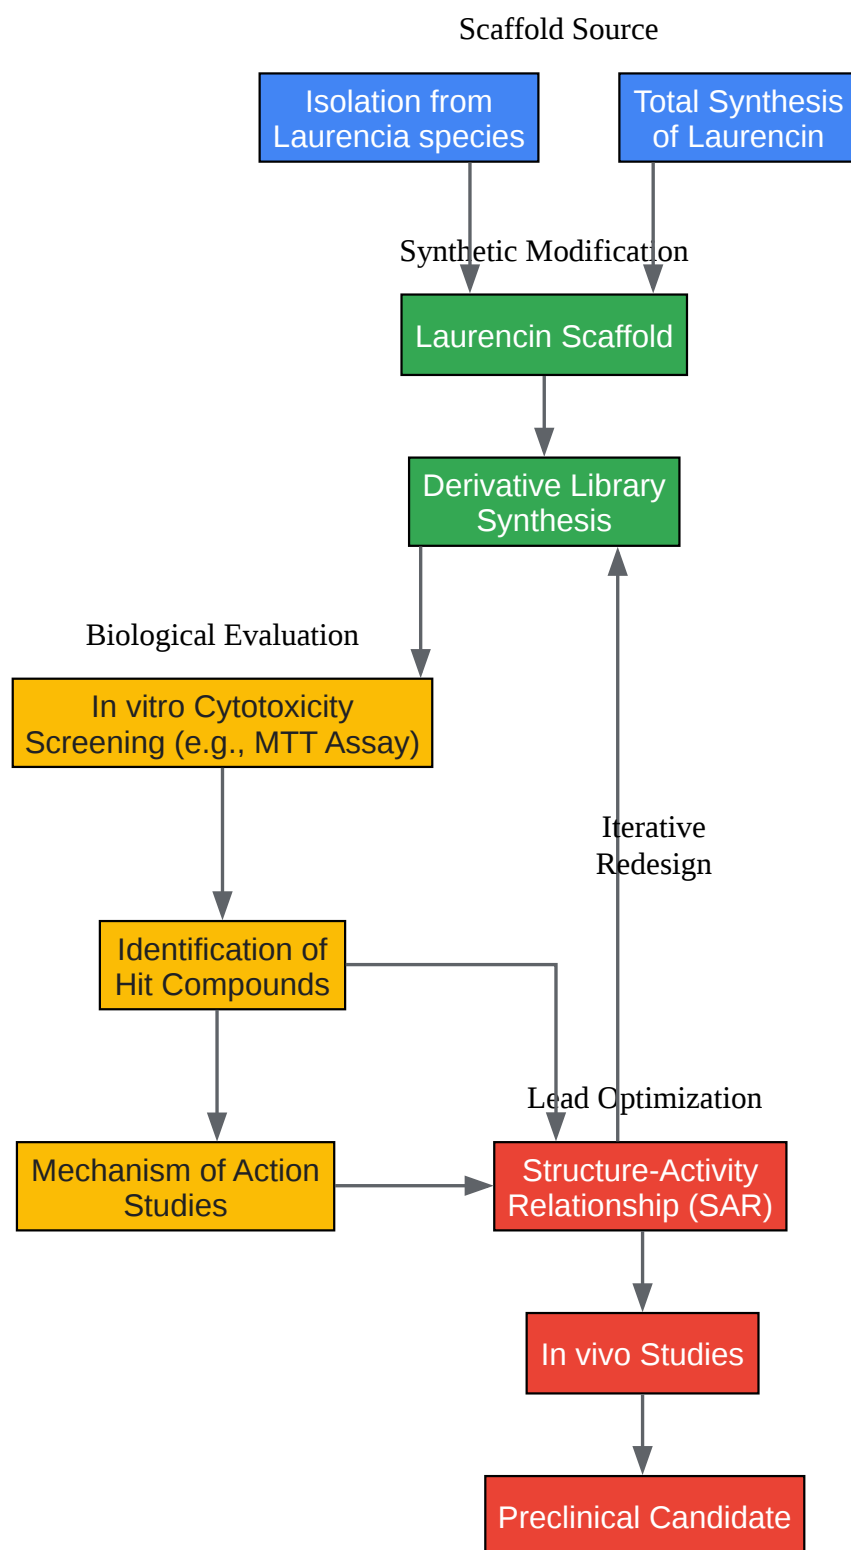 Scaffold Source
Isolation from
Laurencia species
Total Synthesis
of Laurencin
Synthetic Modification
Laurencin Scaffold
Derivative Library
Synthesis
Biological Evaluation
In vitro Cytotoxicity
Screening (e.g., MTT Assay)
Iterative
Redesign
Identification of
Hit Compounds
Lead Optimization
Mechanism of Action
Studies
Structure-Activity
Relationship (SAR)
In vivo Studies
Preclinical Candidate